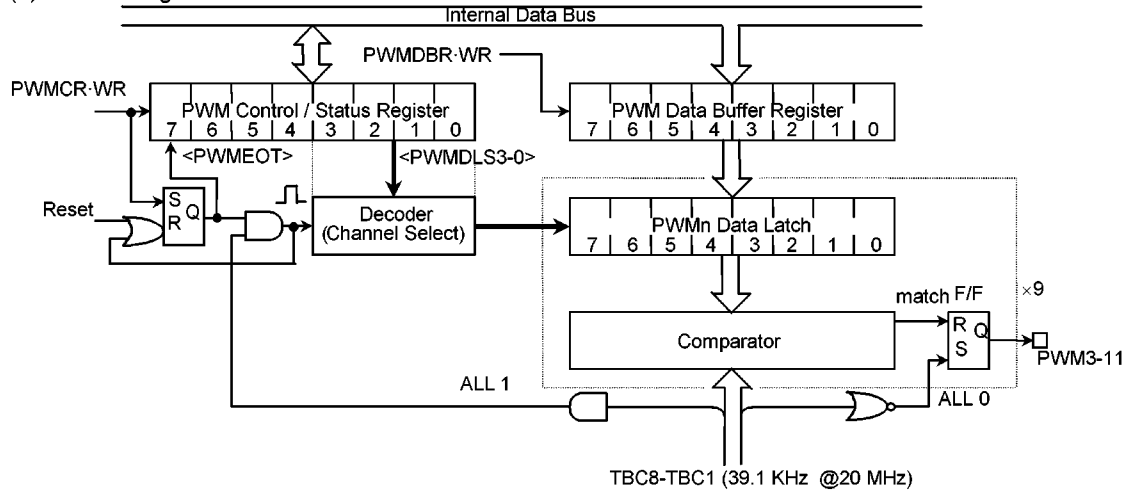 Internal Data Bus
PWMDBR·WR
PWMCR·WR
PWM Control / Status Register
7 6 5 4 3 2 1 0
PWM Data Buffer Register
7 6 5 4 3 2 1 0
<PWMEOT>
<PWMDLS3-0>
Reset
S
R
Q
Decoder
(Channel Select)
PWMn Data Latch
7 6 5 4 3 2 1 0
match F/F
×9
Comparator
R
S
Q
PWM3-11
ALL 1
ALL 0
TBC8-TBC1 (39.1 KHz @20 MHz)